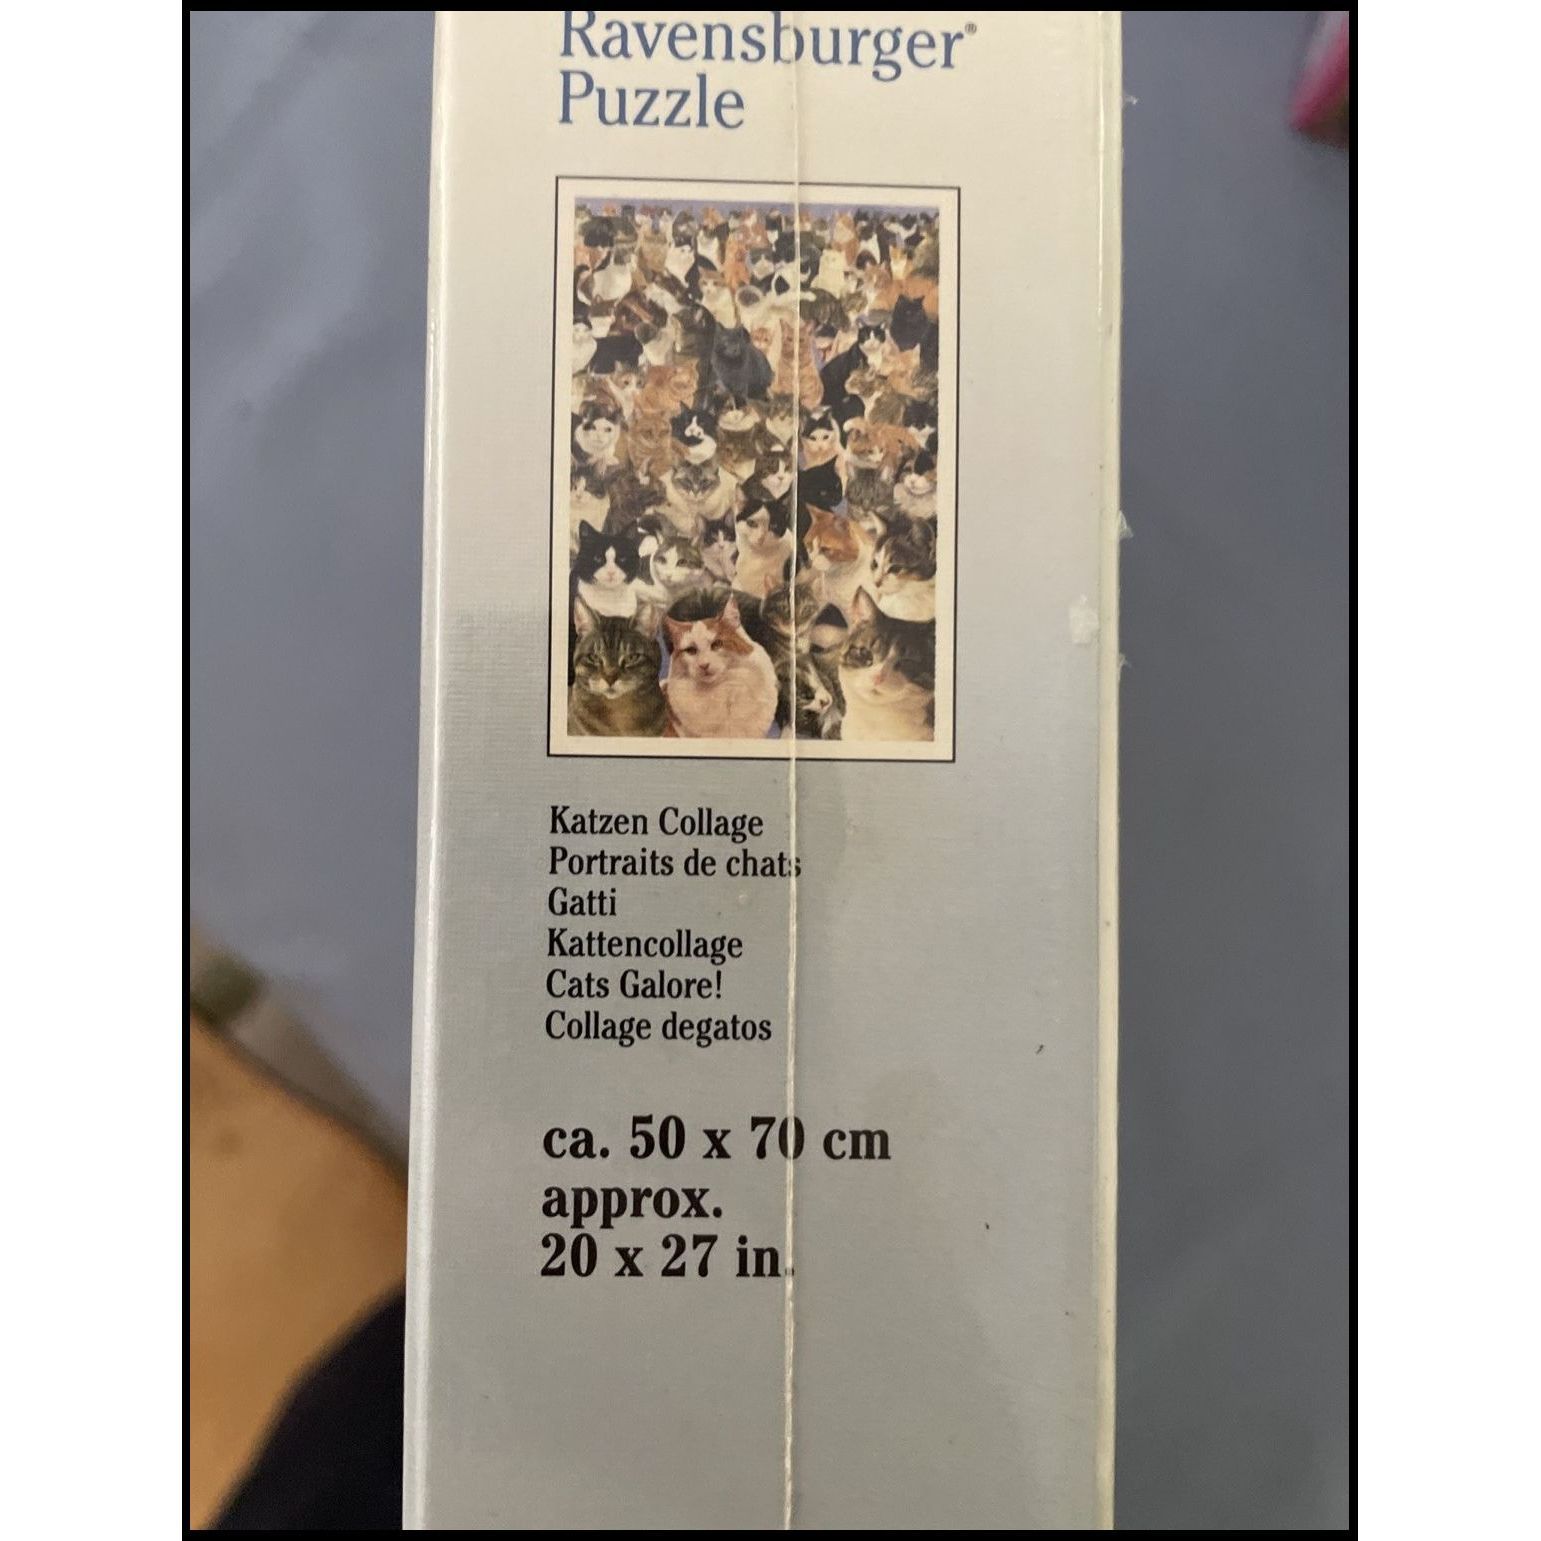 Ravensburger®
Puzzle
Katzen Collage
Portraits de chats
Gatti
Kattencollage
Cats Galore!
Collage degatos
ca. 50 x 70 cm
approx.
20 x 27 in.